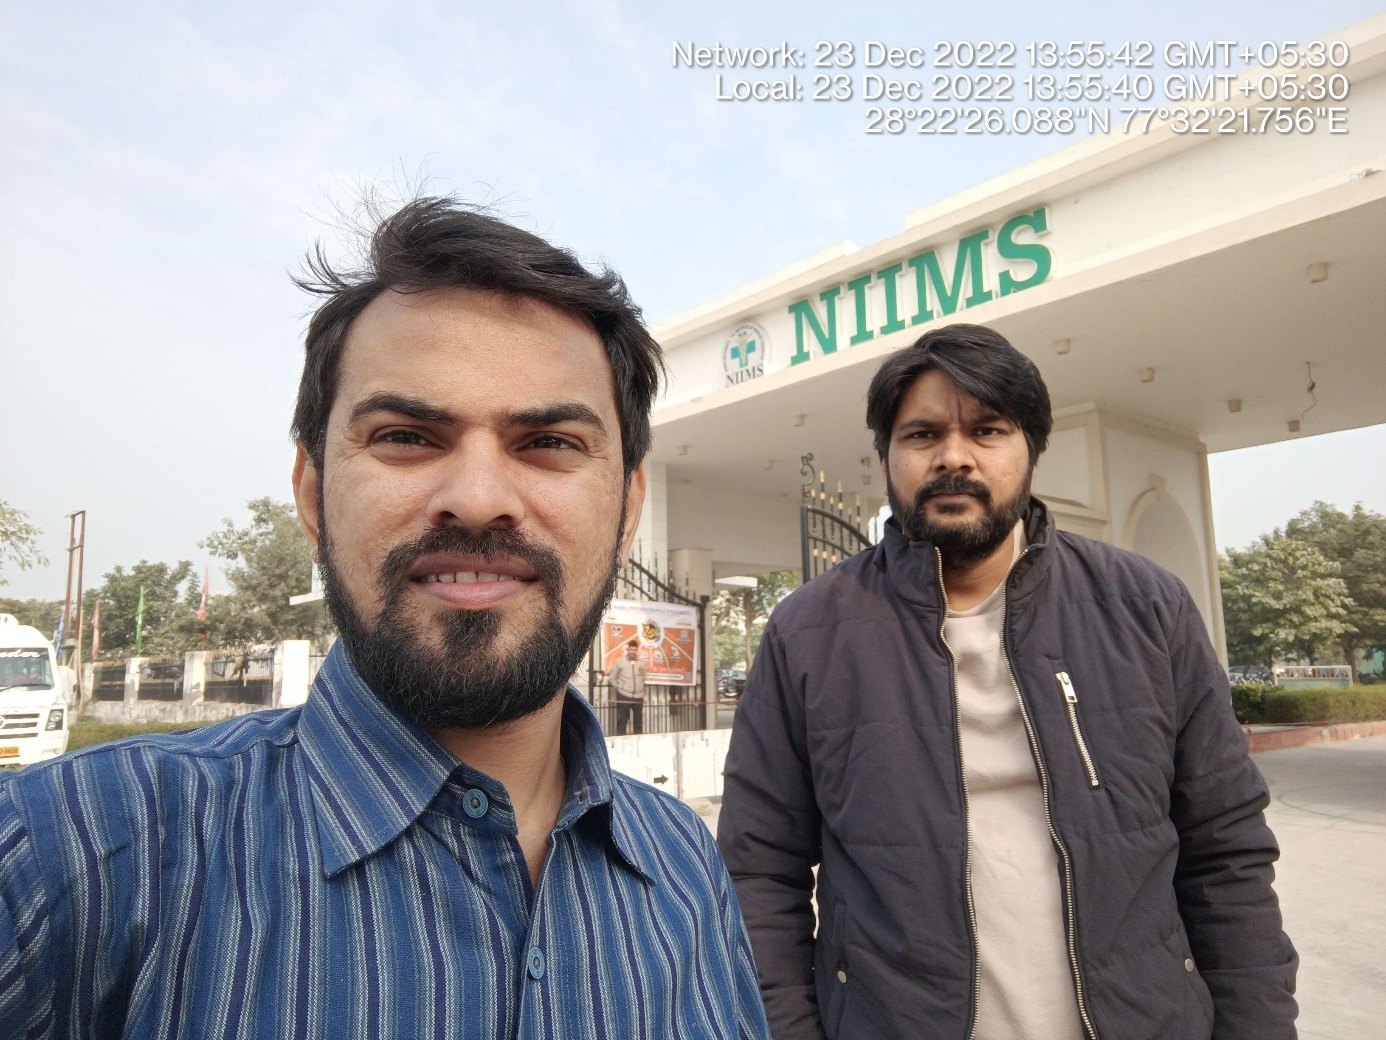 Network: 23 Dec 2022 13:55:42 GMT+05:30
Local: 23 Dec 2022 13:55:40 GMT+05:30
28°22'26.088"N 77°32'21.756"E
NIIMS
NIIMS